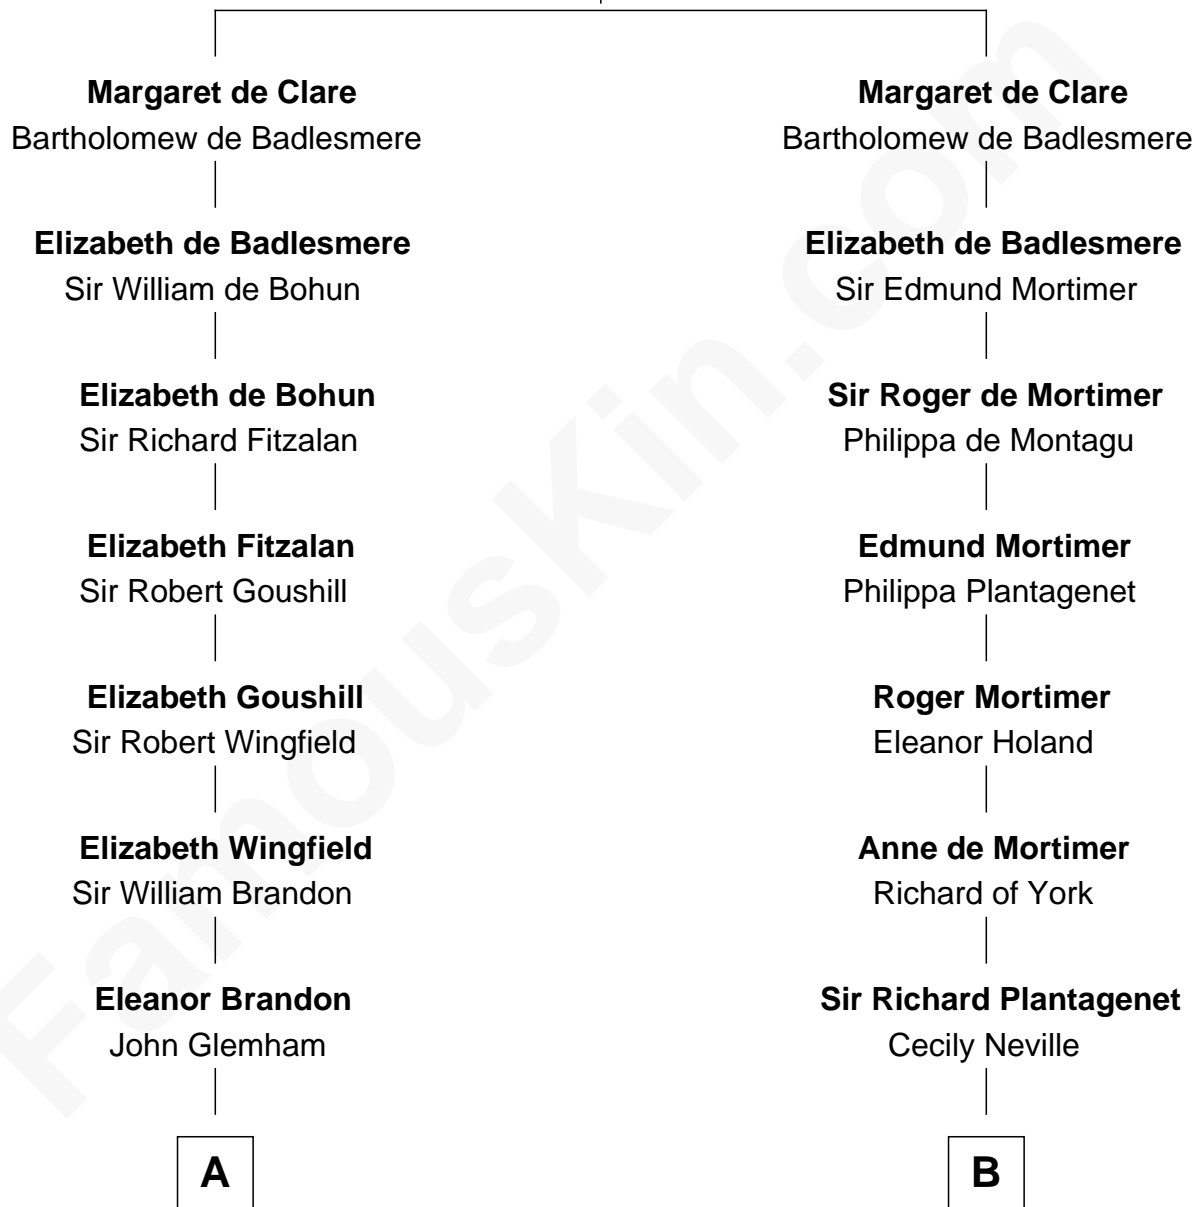 Margaret de Clare
Bartholomew de Badlesmere
Elizabeth de Badlesmere
Sir William de Bohun
Elizabeth de Bohun
Sir Richard Fitzalan
Elizabeth Fitzalan
Sir Robert Goushill
Elizabeth Goushill
Sir Robert Wingfield
Elizabeth Wingfield
Sir William Brandon
Eleanor Brandon
John Glemham
A
Margaret de Clare
Bartholomew de Badlesmere
Elizabeth de Badlesmere
Sir Edmund Mortimer
Sir Roger de Mortimer
Philippa de Montagu
Edmund Mortimer
Philippa Plantagenet
Roger Mortimer
Eleanor Holand
Anne de Mortimer
Richard of York
Sir Richard Plantagenet
Cecily Neville
B
FamousKin.com